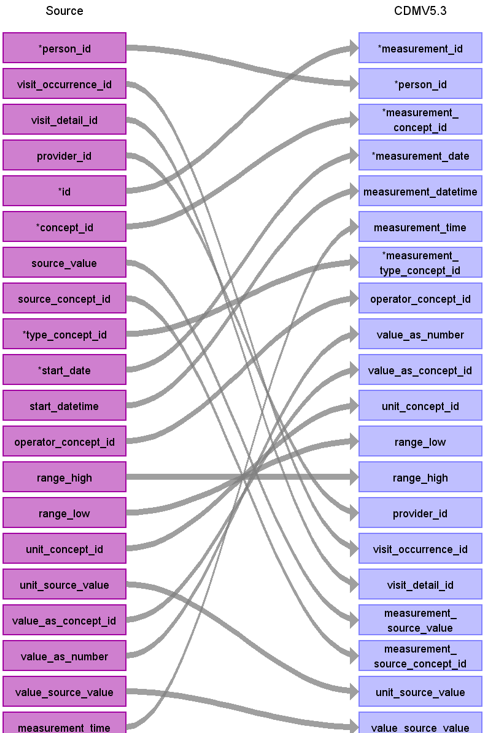 Source
CDMV5.3
*person_id
*measurement_id
visit_occurrence_id
*person_id
visit_detail_id
*measurement_
concept_id
provider_id
*measurement_date
*id
measurement_datetime
*concept_id
measurement_time
source_value
*measurement_
type_concept_id
source_concept_id
operator_concept_id
*type_concept_id
value_as_number
*start_date
value_as_concept_id
start_datetime
unit_concept_id
operator_concept_id
range_low
range_high
range_high
range_low
provider_id
unit_concept_id
visit_occurrence_id
unit_source_value
visit_detail_id
value_as_concept_id
measurement_
source_value
value_as_number
measurement_
source_concept_id
value_source_value
unit_source_value
measurement_time
value_source_value